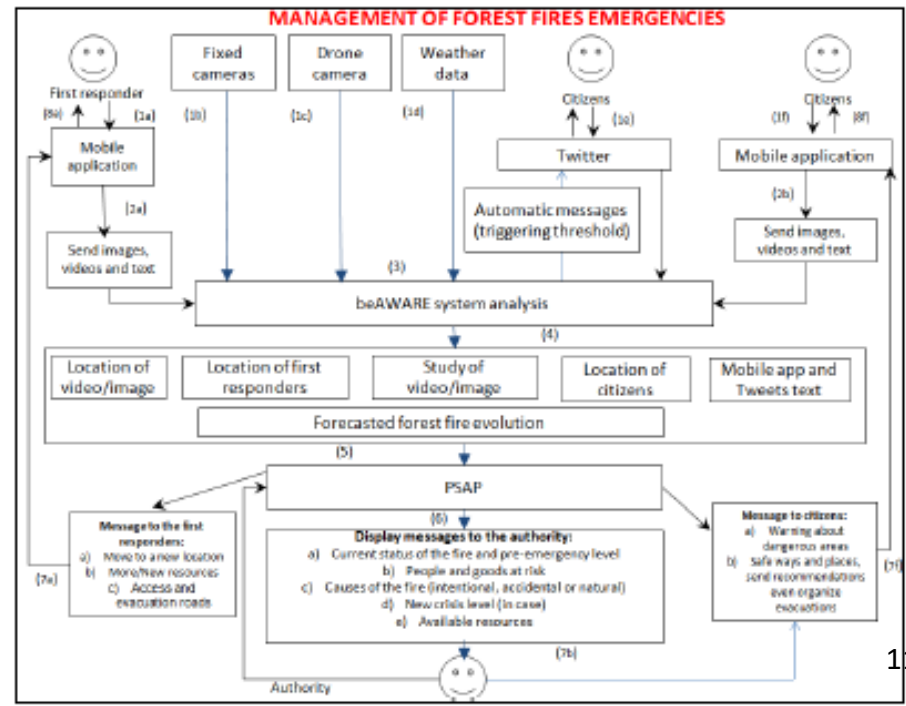 MANAGEMENT OF FOREST FIRES EMERGENCIES
First responder
Fixed
cameras
Drone
camera
Weather
data
Citizens
Citizens
(8a)
(1a)
(1b)
(1c)
(1d)
(1e)
(1f)
(8f)
Mobile
application
Twitter
Mobile application
(2a)
(2b)
Automatic messages
(triggering threshold)
Send images,
videos and text
Send images,
videos and text
(3)
beAWARE system analysis
(4)
Location of
video/image
Location of first
responders
Study of
video/image
Location of
citizens
Mobile app and
Tweets text
Forecasted forest fire evolution
(5)
PSAP
(6)
Message to the first
responders:
a) Move to a new location
b) More/New resources
c) Access and
evacuation roads
(7a)
Display messages to the authority:
a) Current status of the fire and pre-emergency level
b) People and goods at risk
c) Causes of the fire (intentional, accidental or natural)
d) New crisis level (in case)
e) Available resources
(7b)
Message to citizens:
a) Warning about
dangerous areas
b) Safe ways and places,
send recommendations
even organize
evacuations
(7f)
Authority